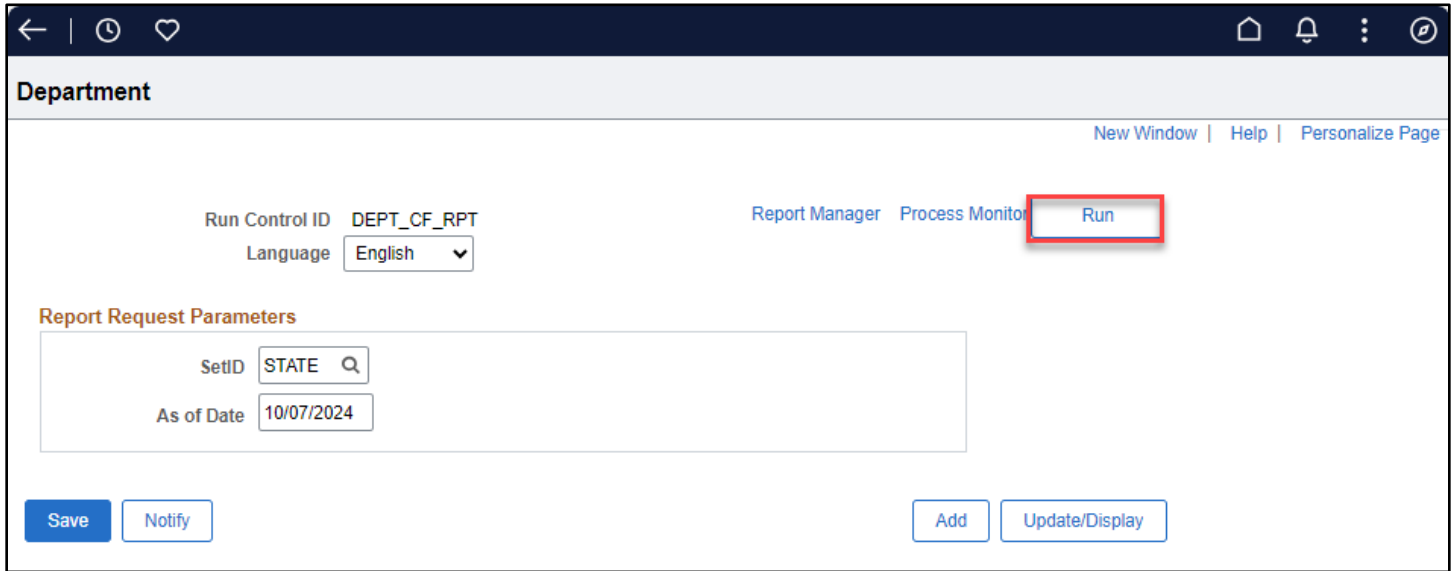 Department
New Window | Help | Personalize Page
Run Control ID DEPT_CF_RPT Report Manager Process Monitor Run
Language English
Report Request Parameters
SetID STATE
As of Date 10/07/2024
Save Notify Add Update/Display